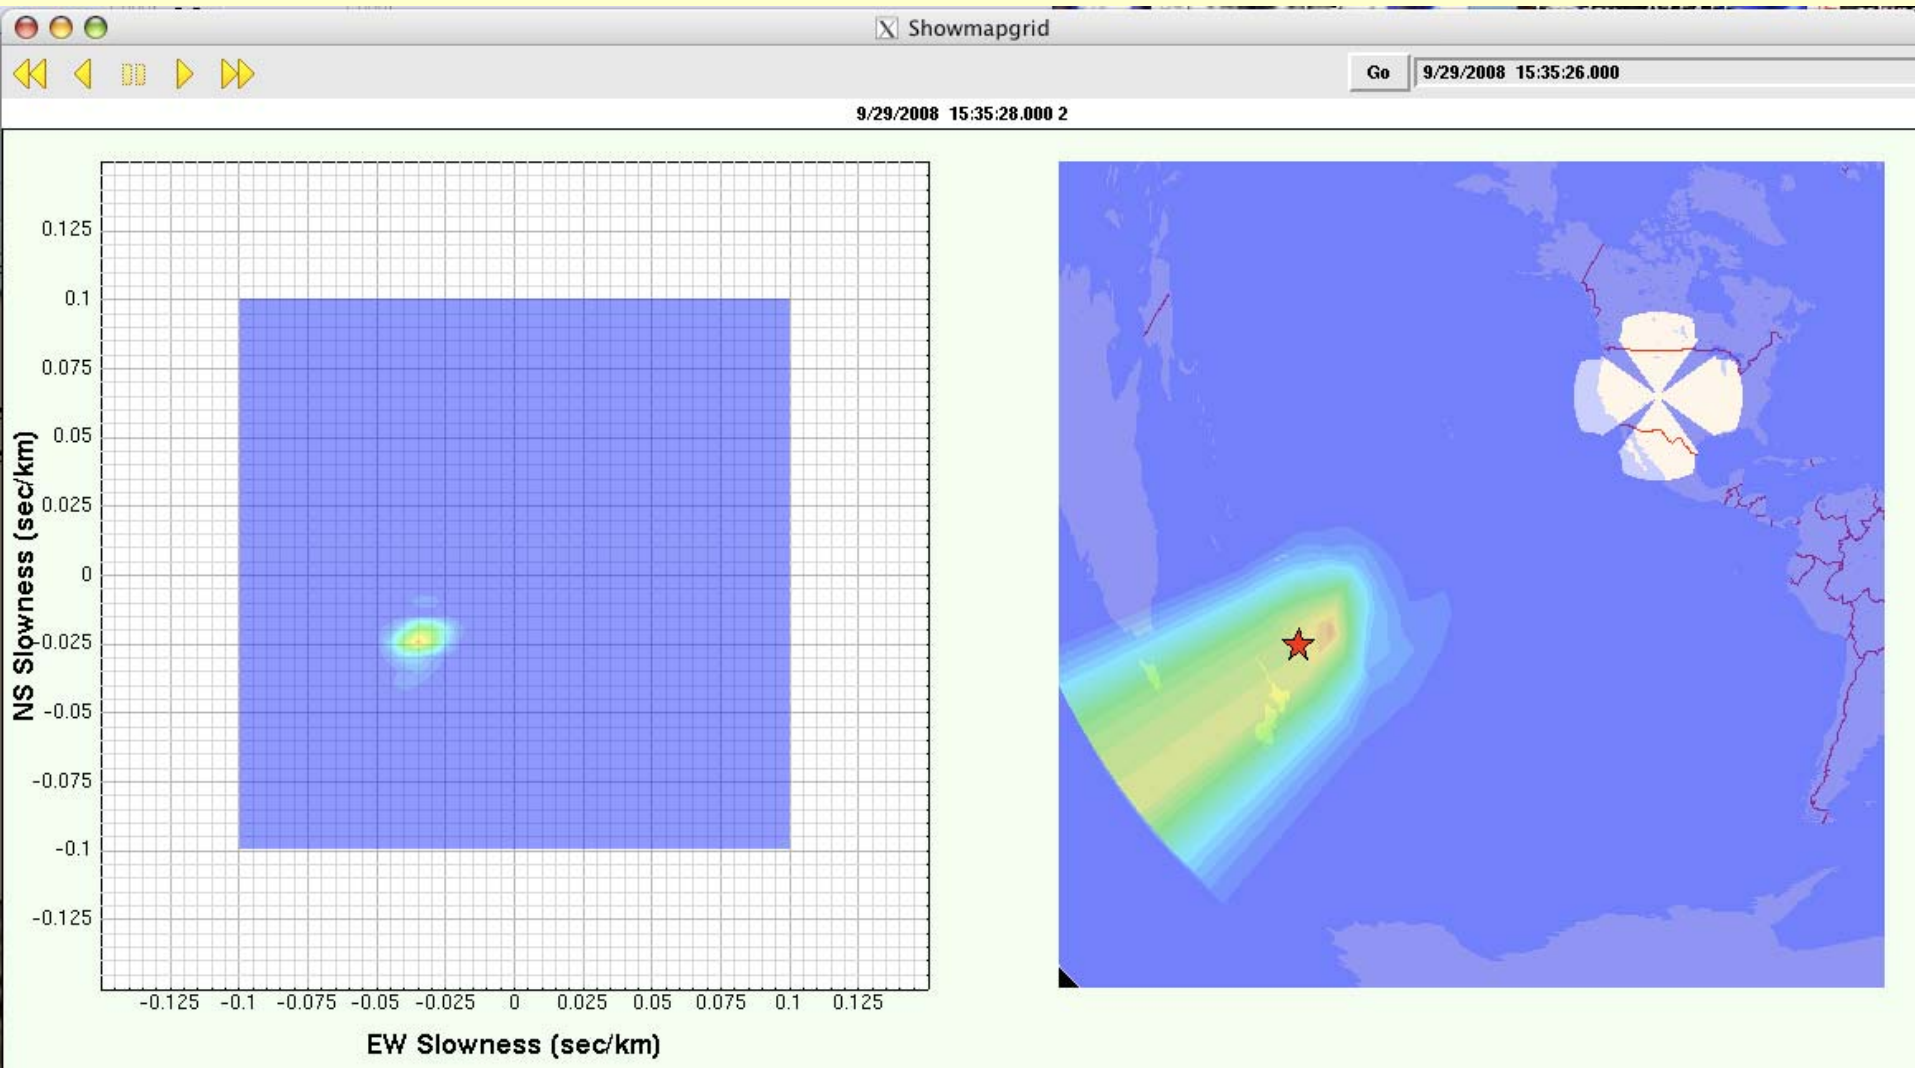 Showmapgrid
Go 9/29/2008 15:35:26.000
9/29/2008 15:35:28.000 2
0.125
0.1
0.075
0.05
0.025
0
-0.025
-0.05
-0.075
-0.1
-0.125
NS Slowness (sec/km)
-0.125 -0.1 -0.075 -0.05 -0.025 0 0.025 0.05 0.075 0.1 0.125
EW Slowness (sec/km)